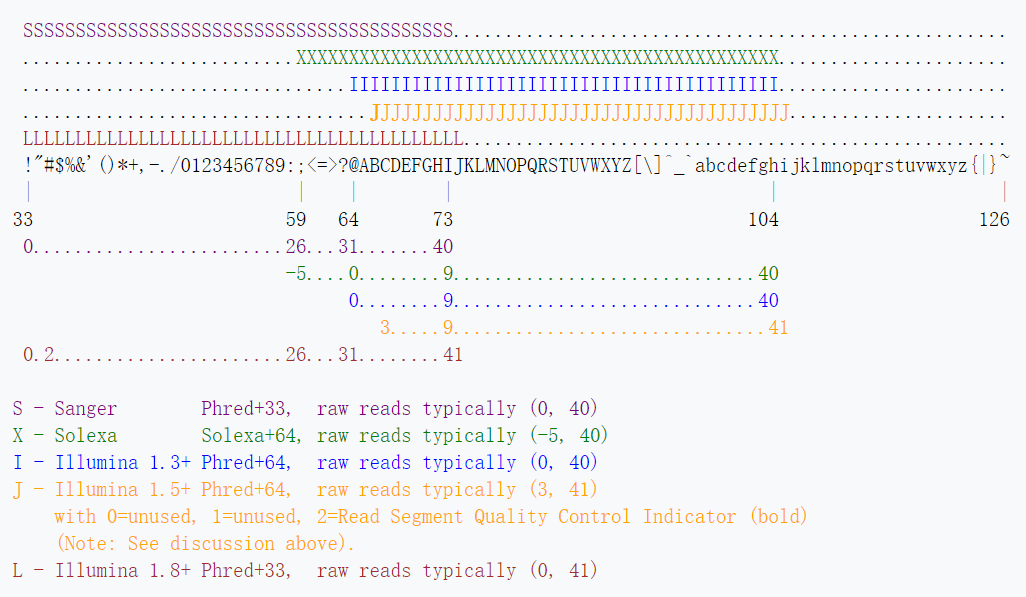 SSSSSSSSSSSSSSSSSSSSSSSSSSSSSSSSSSSSSSSSS.....................................................
..........................XXXXXXXXXXXXXXXXXXXXXXXXXXXXXXXXXXXXXXXXXXXXXX......................
...............................IIIIIIIIIIIIIIIIIIIIIIIIIIIIIIIIIIIIIIIII......................
.................................JJJJJJJJJJJJJJJJJJJJJJJJJJJJJJJJJJJJJJJJ.....................
LLLLLLLLLLLLLLLLLLLLLLLLLLLLLLLLLLLLLLLLLL....................................................
!"#$%&'()*+,-./0123456789:;<=>?@ABCDEFGHIJKLMNOPQRSTUVWXYZ[\]^_`abcdefghijklmnopqrstuvwxyz{|}~
| | | | | |
33 59 64 73 104 126
0........................26...31.......40
-5....0........9.............................40
0........9.............................40
3.....9..............................41
0.2......................26...31........41
S - Sanger Phred+33, raw reads typically (0, 40)
X - Solexa Solexa+64, raw reads typically (-5, 40)
I - Illumina 1.3+ Phred+64, raw reads typically (0, 40)
J - Illumina 1.5+ Phred+64, raw reads typically (3, 41)
with 0=unused, 1=unused, 2=Read Segment Quality Control Indicator (bold)
(Note: See discussion above).
L - Illumina 1.8+ Phred+33, raw reads typically (0, 41)